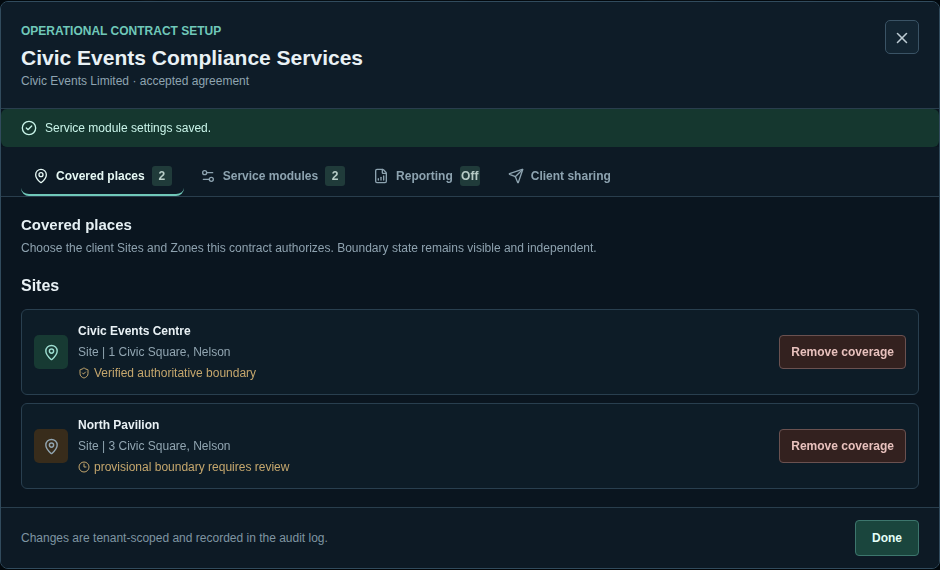 OPERATIONAL CONTRACT SETUP
Civic Events Compliance Services
Civic Events Limited · accepted agreement
Service module settings saved.
Covered places 2 Service modules 2 Reporting Off Client sharing
Covered places
Choose the client Sites and Zones this contract authorizes. Boundary state remains visible and independent.
Sites
Civic Events Centre
Site | 1 Civic Square, Nelson
Verified authoritative boundary
Remove coverage
North Pavilion
Site | 3 Civic Square, Nelson
provisional boundary requires review
Remove coverage
Changes are tenant-scoped and recorded in the audit log.
Done